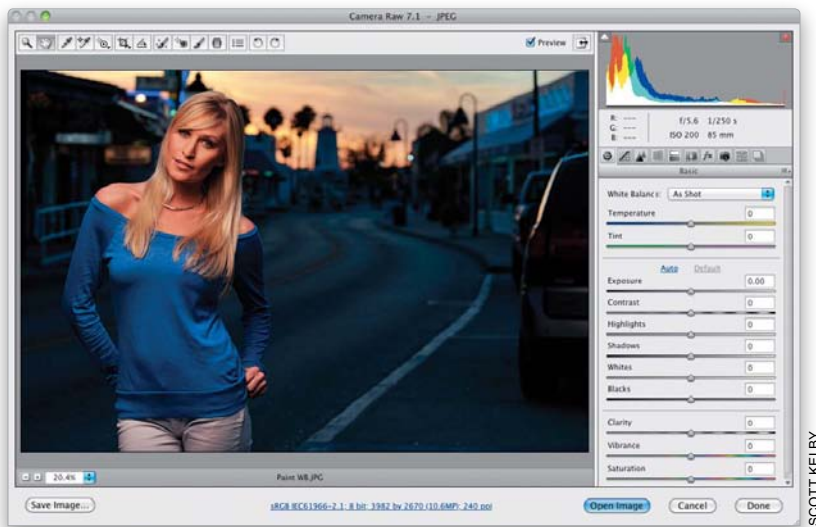 Camera Raw 7.1 - JPEG
Preview
R: ---
G: ---
B: ---
f/5.6 1/250 s
ISO 200 85 mm
Basic
White Balance: As Shot
Temperature 0
Tint 0
Auto Default
Exposure 0.00
Contrast 0
Highlights 0
Shadows 0
Whites 0
Blacks 0
Clarity 0
Vibrance 0
Saturation 0
20.4%
Paint WB.JPG
Save Image...
sRGB IEC61966-2.1; 8 bit; 3982 by 2670 (10.6MP); 240 ppi
Open Image
Cancel
Done
SCOTT KELBY